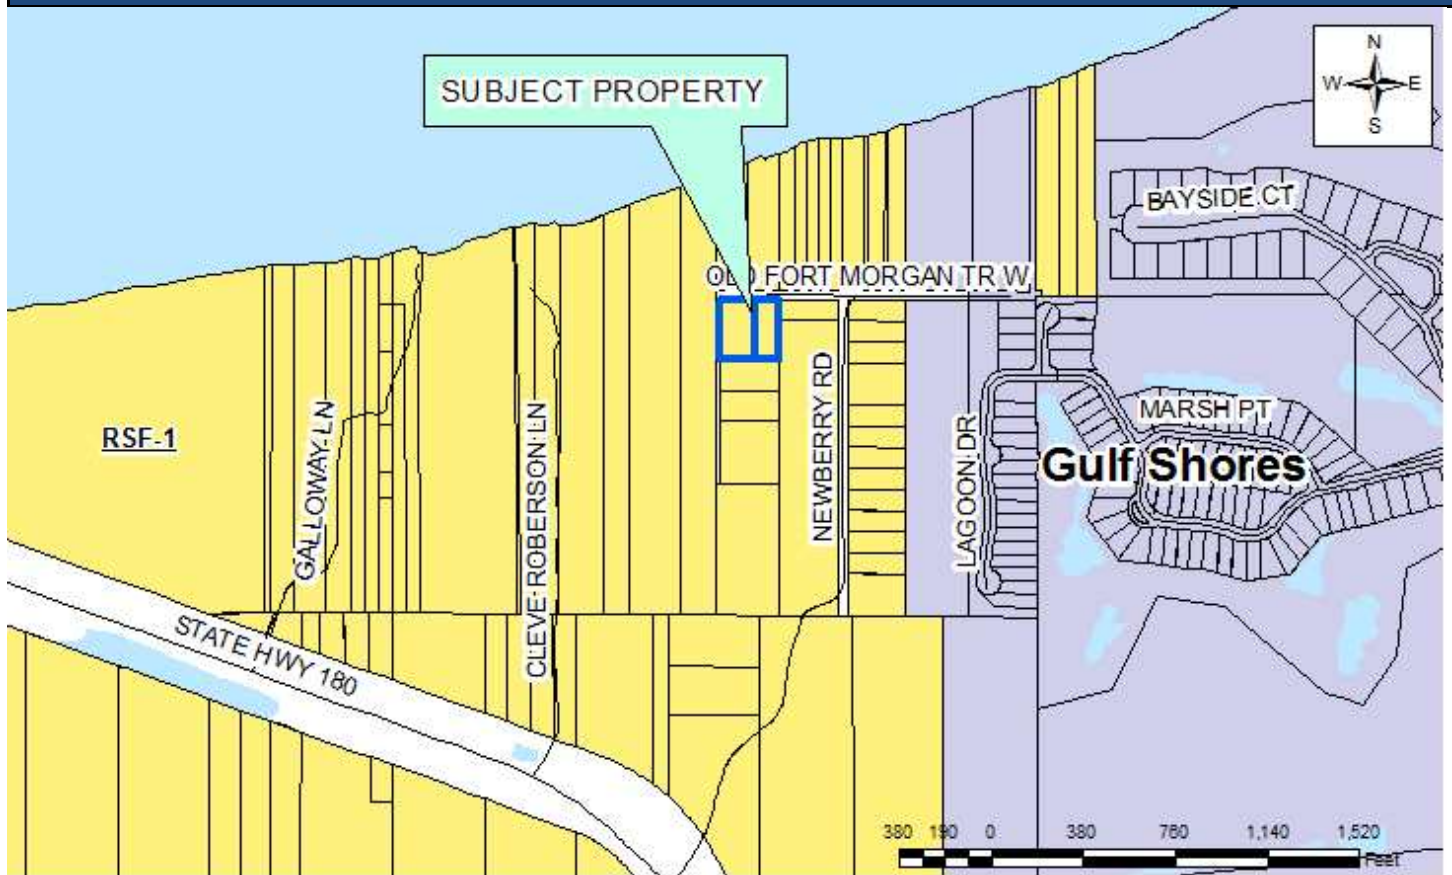 N
W E
S
SUBJECT PROPERTY
BAYSIDE CT
OLD FORT MORGAN TR W
NEWBERRY RD
LAGOON DR
MARSH PT
Gulf Shores
RSF-1
GALLOWAY LN
CLEVE ROBERSON LN
STATE HWY 180
380 190 0 380 760 1,140 1,520
Feet